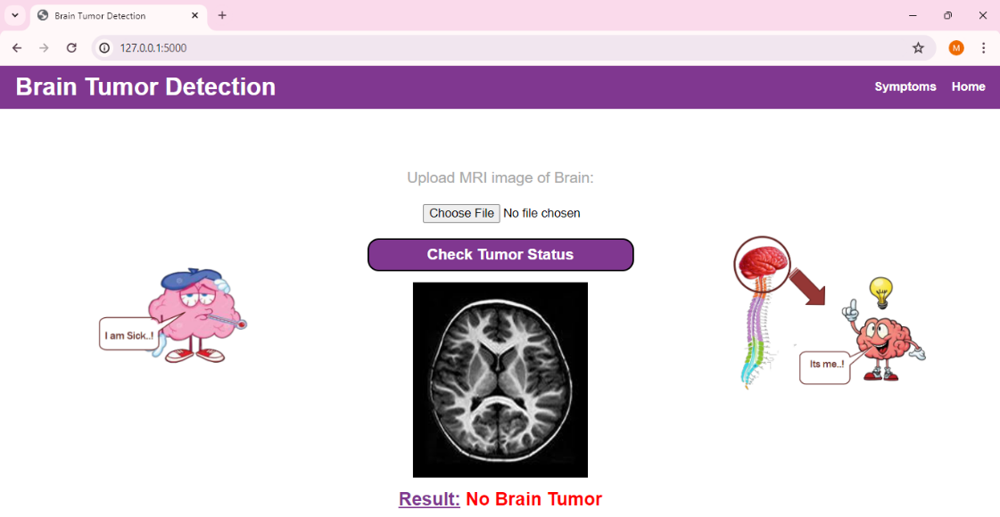 Brain Tumor Detection
127.0.0.1:5000
M
Brain Tumor Detection
Symptoms Home
Upload MRI image of Brain:
Choose File No file chosen
Check Tumor Status
I am Sick..!
Its me..!
Result: No Brain Tumor